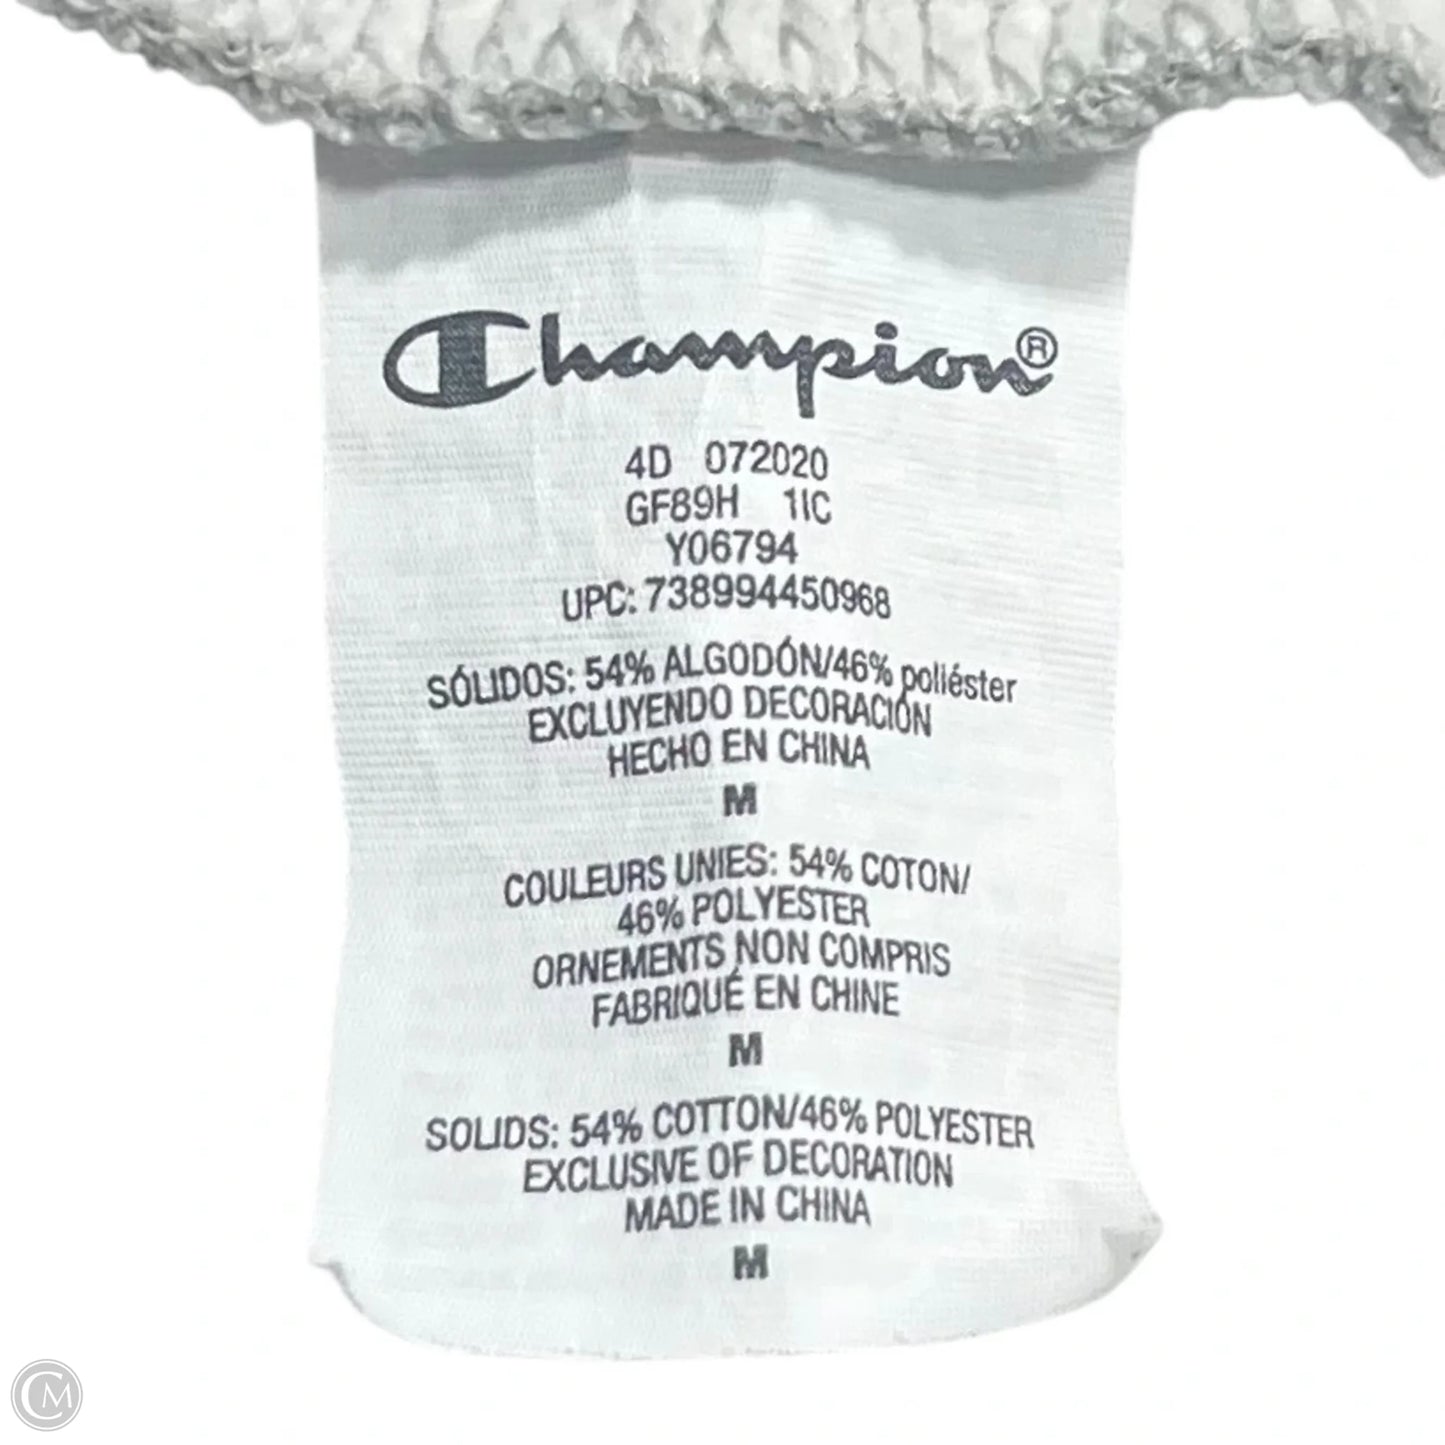 Champion®
4D 072020
GF89H 1IC
Y06794
UPC: 738994450968
SÓLIDOS: 54% ALGODÓN/46% poliéster
EXCLUYENDO DECORACIÓN
HECHO EN CHINA
M
COULEURS UNIES: 54% COTON/
46% POLYESTER
ORNEMENTS NON COMPRIS
FABRIQUÉ EN CHINE
M
SOLIDS: 54% COTTON/46% POLYESTER
EXCLUSIVE OF DECORATION
MADE IN CHINA
M
CM